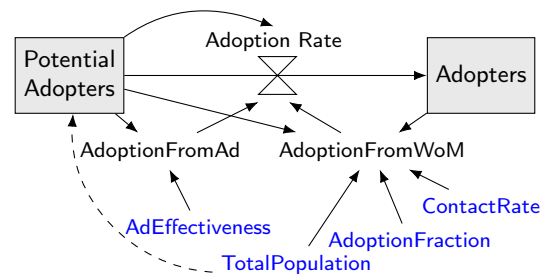 Adoption Rate
Potential
Adopters
Adopters
AdoptionFromAd
AdoptionFromWoM
ContactRate
AdEffectiveness
AdoptionFraction
TotalPopulation